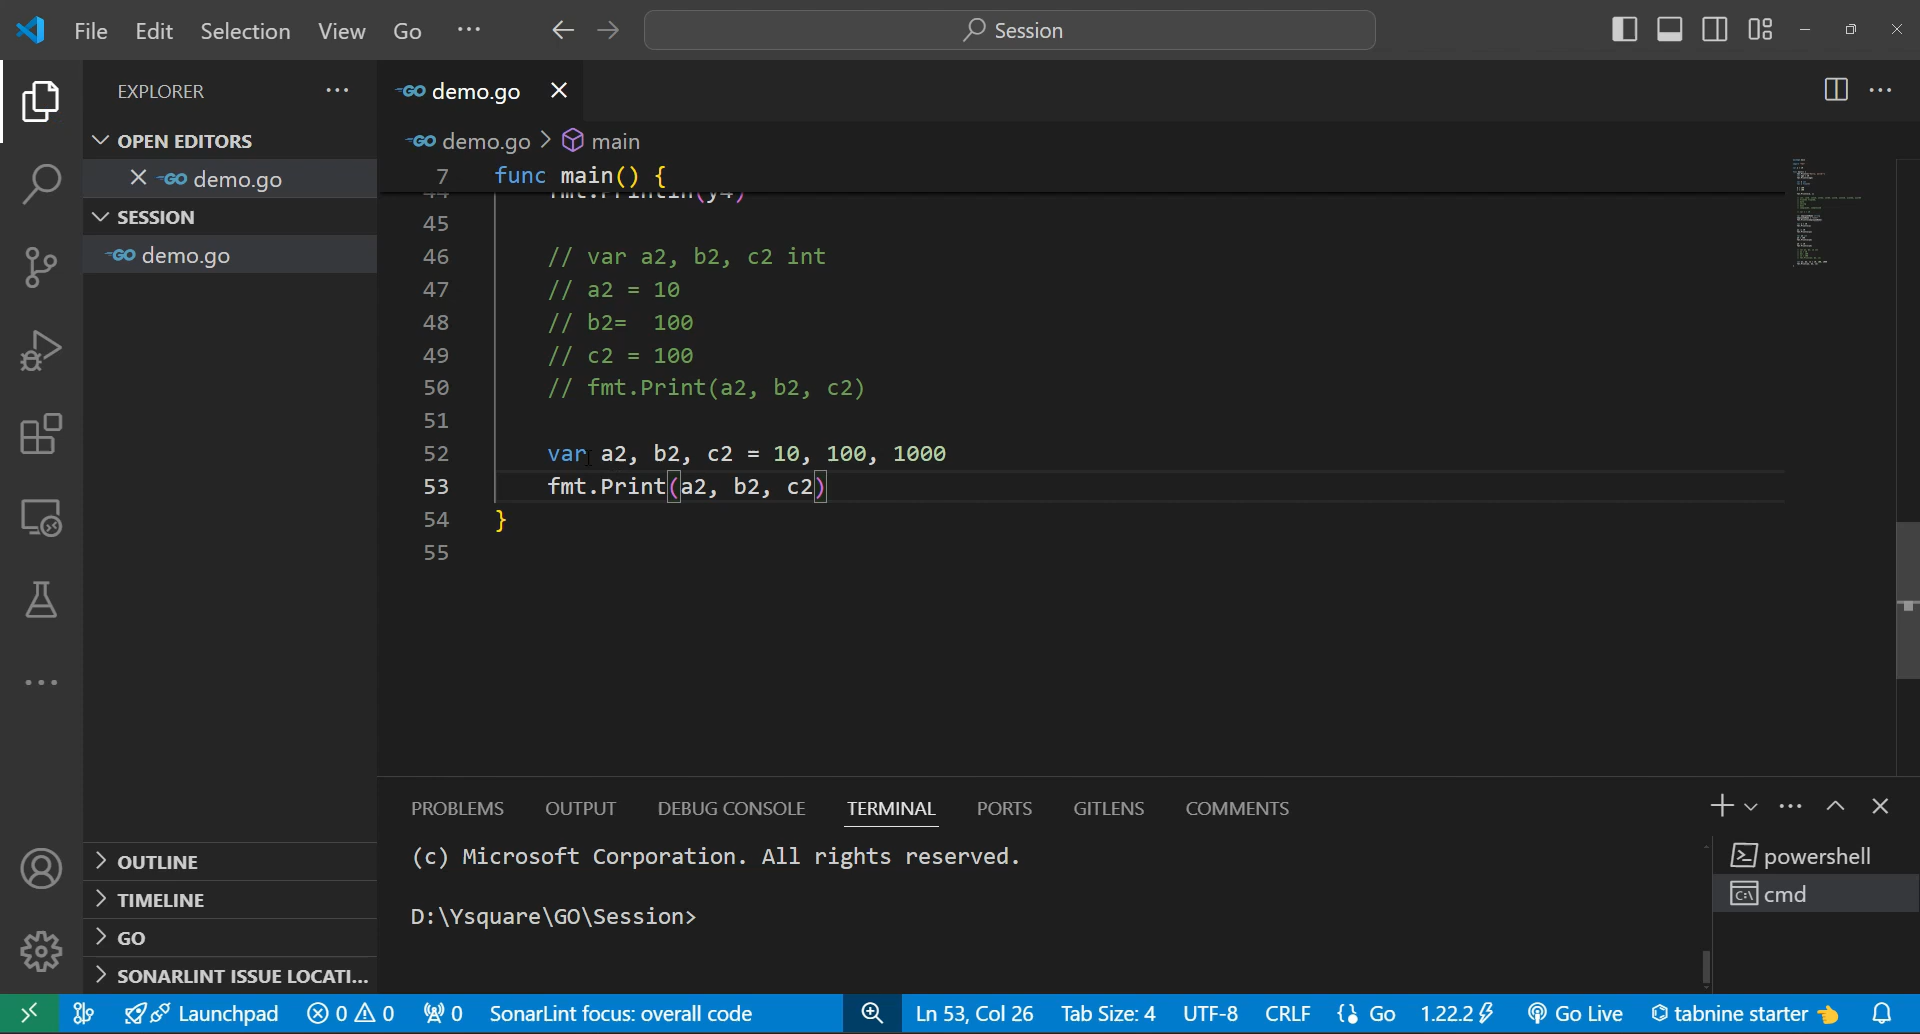 File Edit Selection View Go ··· Session
EXPLORER ···
OPEN EDITORS
demo.go
SESSION
demo.go
OUTLINE
TIMELINE
GO
SONARLINT ISSUE LOCATI...
demo.go
demo.go > main
7 func main() {
44 fmt.Println(y4)
45
46 // var a2, b2, c2 int
47 // a2 = 10
48 // b2=  100
49 // c2 = 100
50 // fmt.Print(a2, b2, c2)
51
52 var a2, b2, c2 = 10, 100, 1000
53 fmt.Print(a2, b2, c2)
54 }
55
PROBLEMS OUTPUT DEBUG CONSOLE TERMINAL PORTS GITLENS COMMENTS
(c) Microsoft Corporation. All rights reserved.
D:\Ysquare\GO\Session>
powershell
cmd
Launchpad 0 0 0 SonarLint focus: overall code Ln 53, Col 26 Tab Size: 4 UTF-8 CRLF Go 1.22.2 Go Live tabnine starter